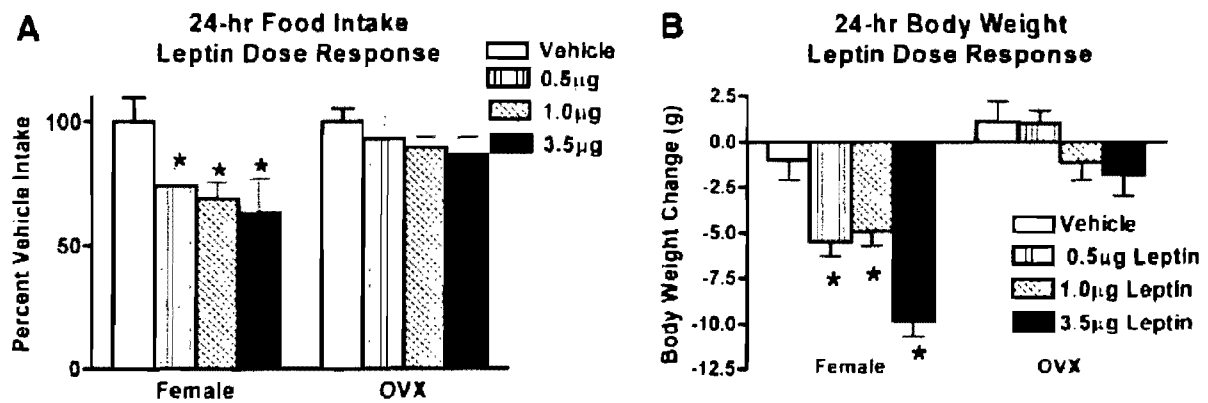 A
24-hr Food Intake
Leptin Dose Response
Vehicle
0.5µg
1.0µg
3.5µg
Percent Vehicle Intake
100
50
0
* * *
Female
OVX
B
24-hr Body Weight
Leptin Dose Response
Body Weight Change (g)
2.5
0.0
-2.5
-5.0
-7.5
-10.0
-12.5
* * *
Vehicle
0.5µg Leptin
1.0µg Leptin
3.5µg Leptin
Female
OVX